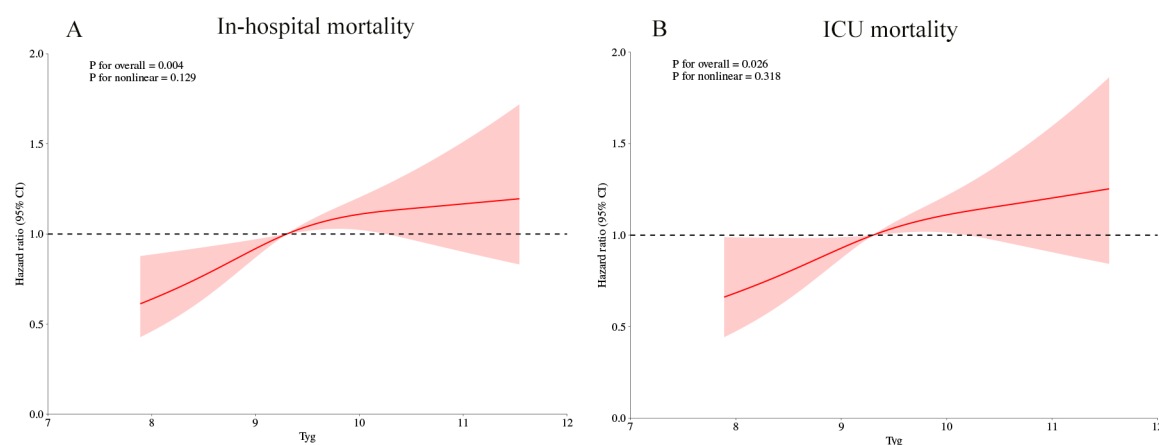 A
In-hospital mortality
P for overall = 0.004
P for nonlinear = 0.129
Hazard ratio (95% CI)
2.0
1.5
1.0
0.5
0.0
7 8 9 10 11 12
Tyg
B
ICU mortality
P for overall = 0.026
P for nonlinear = 0.318
Hazard ratio (95% CI)
2.0
1.5
1.0
0.5
0.0
7 8 9 10 11
Tyg